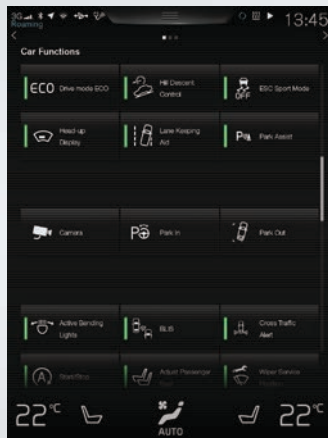 3G
Roaming
13:45
Car Functions
ECO Drive mode ECO
Hill Descent
Control
OFF
ESC Sport Mode
Head-up
Display
Lane Keeping
Aid
P Park Assist
Camera
P Park In
Park Out
Active Bending
Lights
BLIS
Cross Traffic
Alert
A Start/Stop
Adjust Passenger
Seat
Wiper Service
Position
22°C
AUTO
22°C